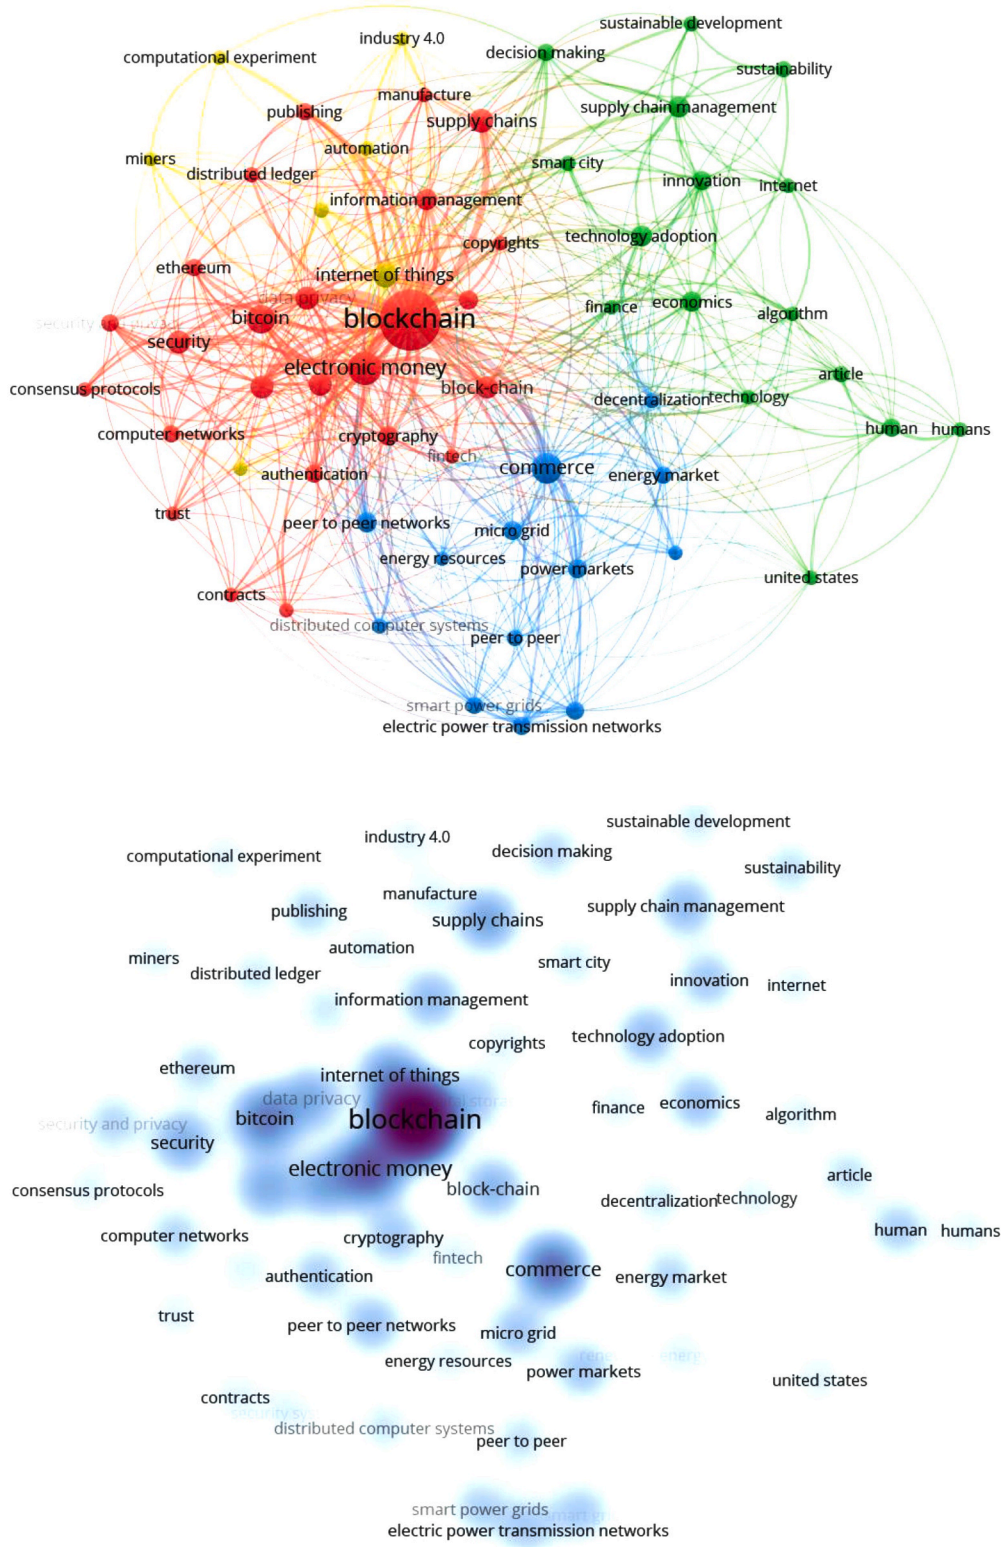 sustainable development
industry 4.0
decision making
computational experiment
sustainability
manufacture
publishing
supply chain management
supply chains
automation
miners
smart city
distributed ledger
innovation
internet
information management
technology adoption
copyrights
ethereum
internet of things
data privacy
finance
economics
bitcoin
blockchain
algorithm
security and privacy
security
electronic money
article
consensus protocols
block-chain
decentralization
technology
human
humans
computer networks
cryptography
fintech
commerce
authentication
energy market
trust
peer to peer networks
micro grid
energy resources
power markets
united states
contracts
distributed computer systems
peer to peer
smart power grids
electric power transmission networks
sustainable development
industry 4.0
decision making
computational experiment
sustainability
manufacture
publishing
supply chain management
supply chains
automation
miners
smart city
distributed ledger
innovation
internet
information management
technology adoption
copyrights
ethereum
internet of things
data privacy
finance
economics
bitcoin
blockchain
algorithm
security and privacy
security
electronic money
article
consensus protocols
block-chain
decentralization
technology
human
humans
computer networks
cryptography
fintech
commerce
authentication
energy market
trust
peer to peer networks
micro grid
energy resources
power markets
united states
contracts
distributed computer systems
peer to peer
smart power grids
electric power transmission networks